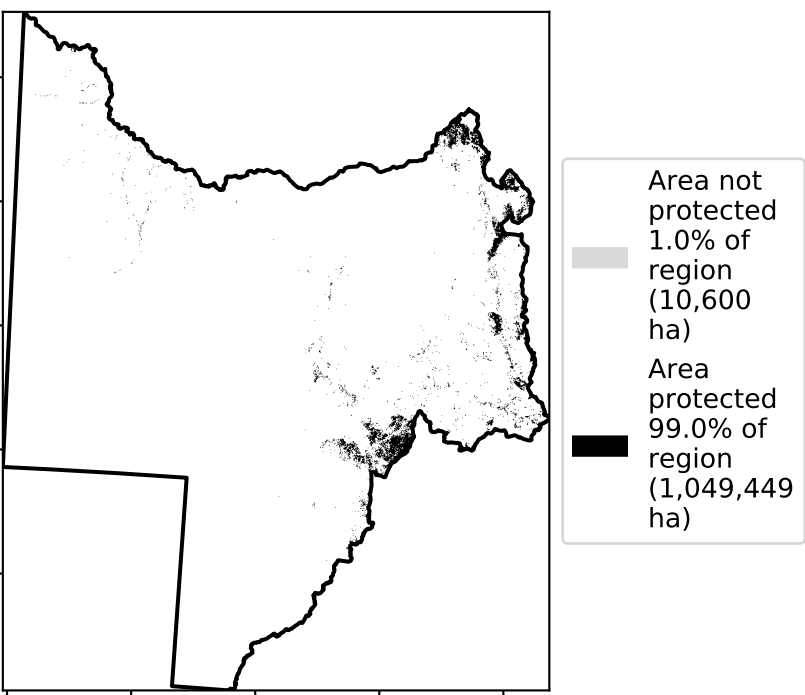 Area not
protected
1.0% of
region
(10,600
ha)
Area
protected
99.0% of
region
(1,049,449
ha)